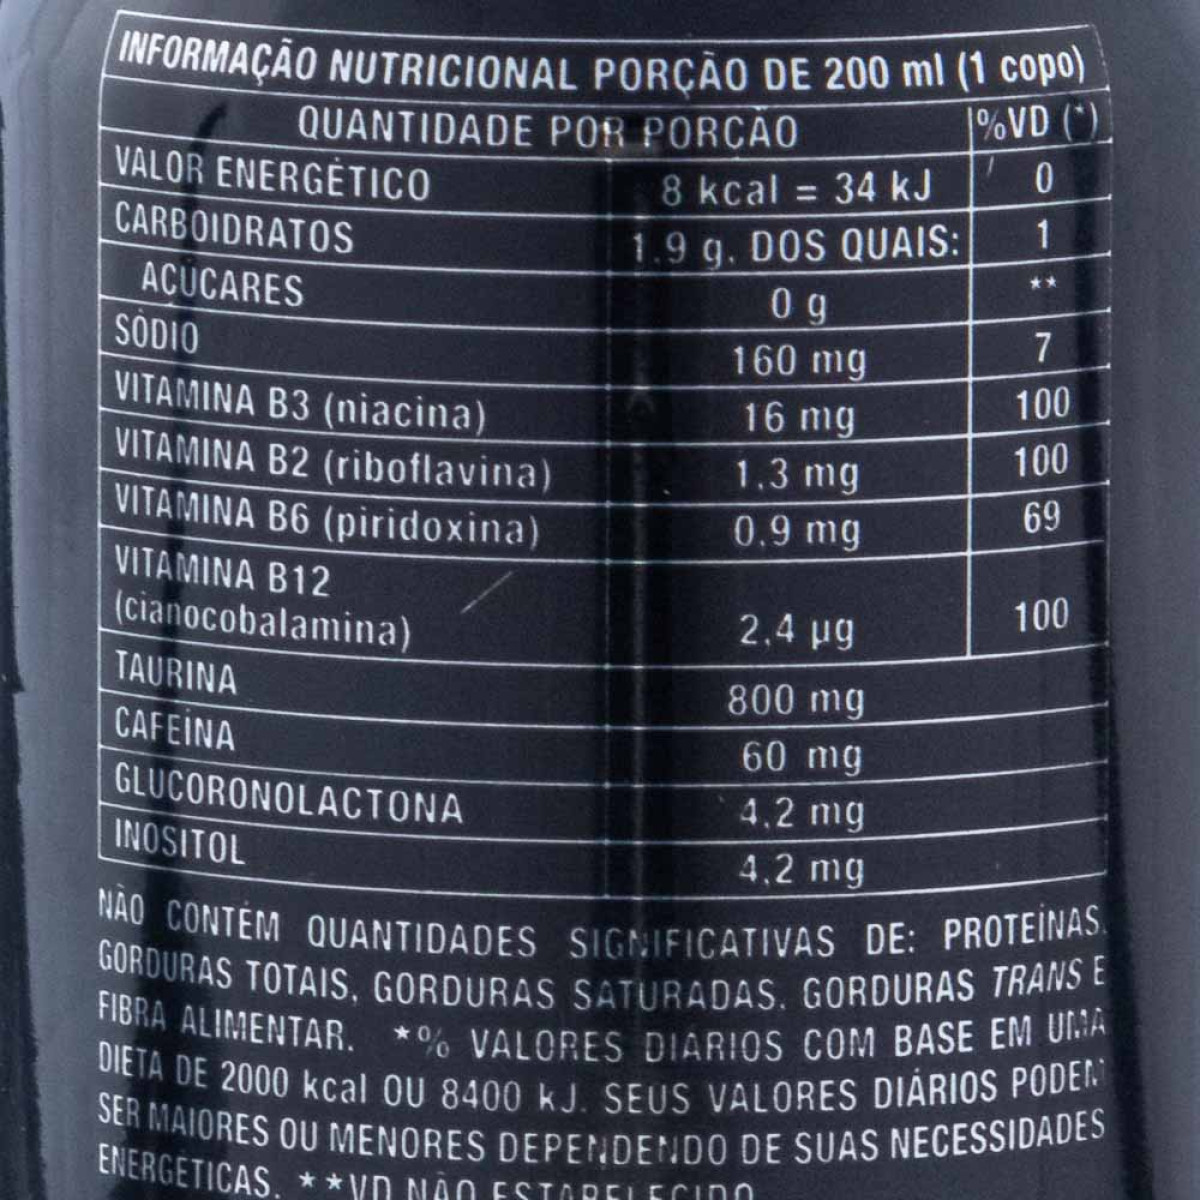 INFORMAÇÃO NUTRICIONAL PORÇÃO DE 200 ml (1 copo)
QUANTIDADE POR PORÇÃO %VD (*)
VALOR ENERGÉTICO 8 kcal = 34 kJ 0
CARBOIDRATOS 1.9 g, DOS QUAIS: 1
AÇÚCARES 0 g **
SÓDIO 160 mg 7
VITAMINA B3 (niacina) 16 mg 100
VITAMINA B2 (riboflavina) 1,3 mg 100
VITAMINA B6 (piridoxina) 0,9 mg 69
VITAMINA B12
(cianocobalamina) 2,4 µg 100
TAURINA 800 mg
CAFEÍNA 60 mg
GLUCORONOLACTONA 4,2 mg
INOSITOL 4,2 mg
NÃO CONTÉM QUANTIDADES SIGNIFICATIVAS DE: PROTEÍNAS,
GORDURAS TOTAIS, GORDURAS SATURADAS, GORDURAS TRANS E
FIBRA ALIMENTAR. *% VALORES DIÁRIOS COM BASE EM UMA
DIETA DE 2000 kcal OU 8400 kJ. SEUS VALORES DIÁRIOS PODEM
SER MAIORES OU MENORES DEPENDENDO DE SUAS NECESSIDADES
ENERGÉTICAS. **VD NÃO ESTABELECIDO